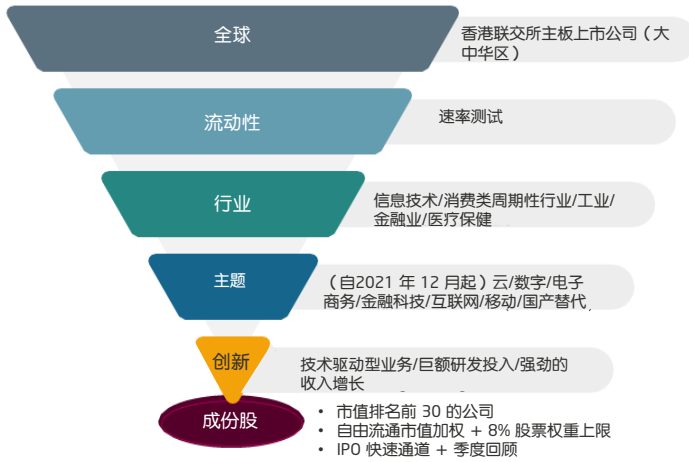 全球
香港联交所主板上市公司（大
中华区）
流动性
速率测试
行业
信息技术/消费类周期性行业/工业/
金融业/医疗保健
主题
（自2021 年 12 月起）云/数字/电子
商务/金融科技/互联网/移动/国产替代
创新
技术驱动型业务/巨额研发投入/强劲的
收入增长
成份股
• 市值排名前 30 的公司
• 自由流通市值加权 + 8% 股票权重上限
• IPO 快速通道 + 季度回顾